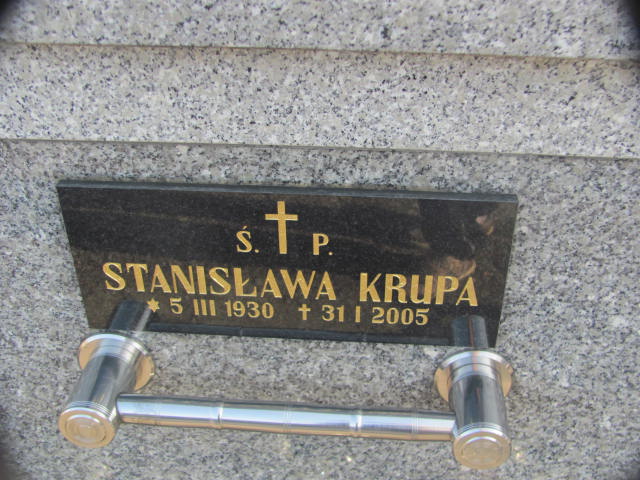 Ś. P.
STANISŁAWA KRUPA
* 5 III 1930 † 31 I 2005